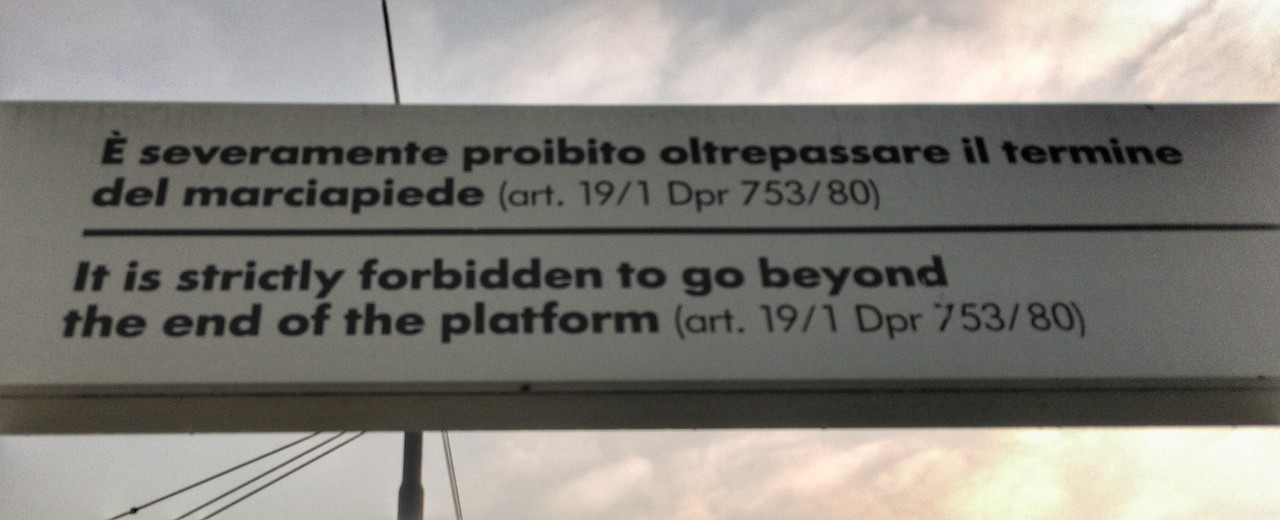 È severamente proibito oltrepassare il termine
del marciapiede (art. 19/1 Dpr 753/80)
It is strictly forbidden to go beyond
the end of the platform (art. 19/1 Dpr 753/80)